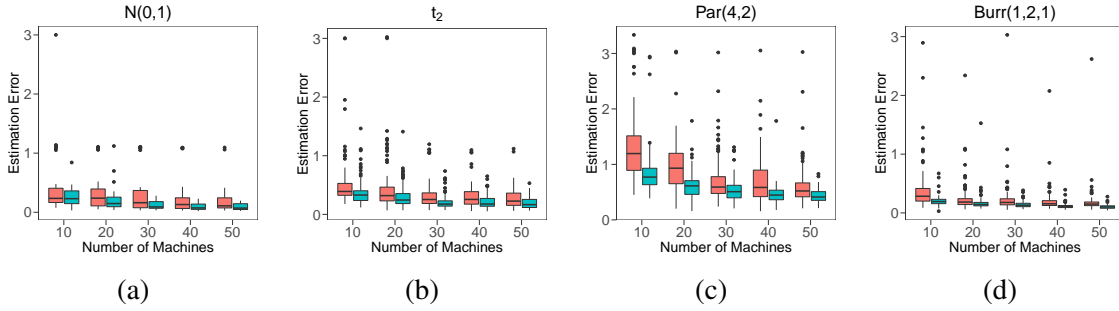 N(0,1)
Estimation Error
3
2
1
0
10 20 30 40 50
Number of Machines
(a)
t2
Estimation Error
3
2
1
0
10 20 30 40 50
Number of Machines
(b)
Par(4,2)
Estimation Error
3
2
1
0
10 20 30 40 50
Number of Machines
(c)
Burr(1,2,1)
Estimation Error
3
2
1
0
10 20 30 40 50
Number of Machines
(d)